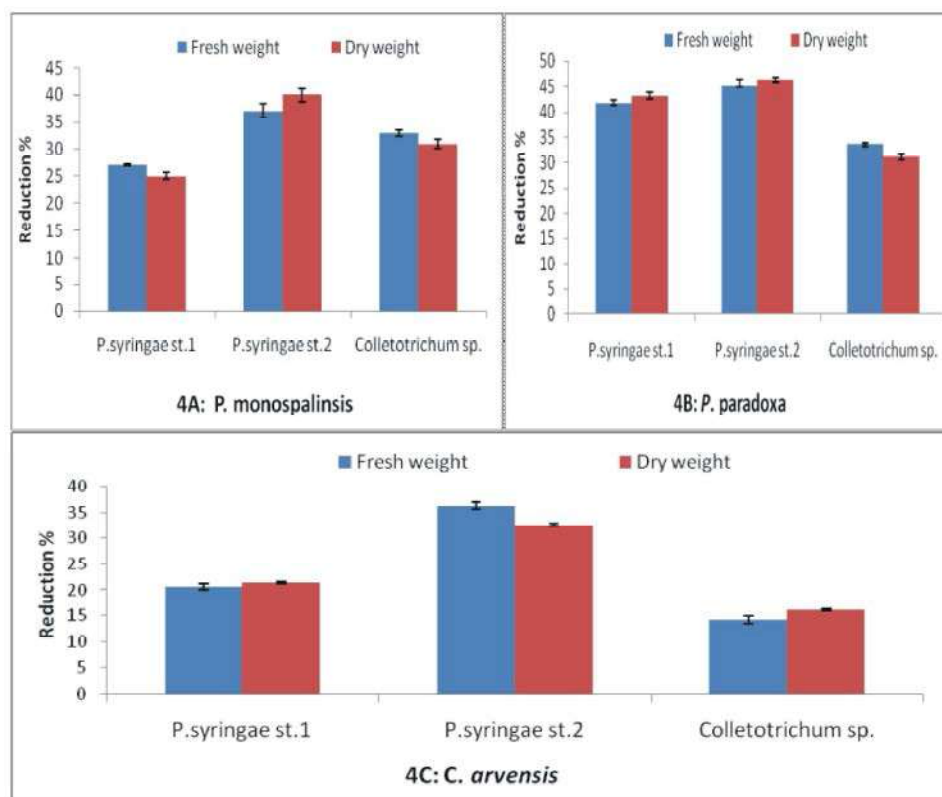 Fresh weight Dry weight
Reduction %
45
40
35
30
25
20
15
10
5
0
P.syringae st.1 P.syringae st.2 Colletotrichum sp.
4A: P. monospalinsis
Fresh weight Dry weight
Reduction %
50
45
40
35
30
25
20
15
10
5
0
P.syringae st.1 P.syringae st.2 Colletotrichum sp.
4B: P. paradoxa
Fresh weight Dry weight
Reduction %
40
35
30
25
20
15
10
5
0
P.syringae st.1 P.syringae st.2 Colletotrichum sp.
4C: C. arvensis